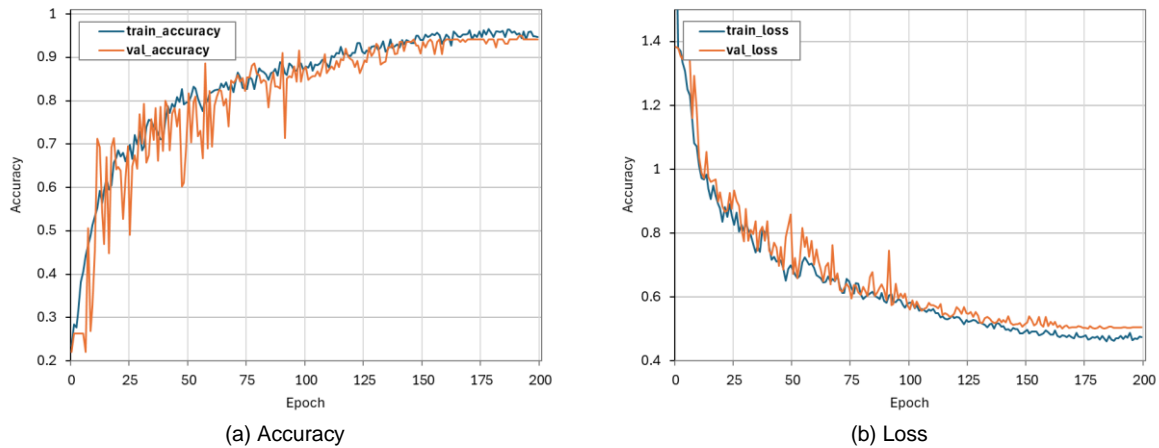 1
0.9
0.8
0.7
0.6
0.5
0.4
0.3
0.2
Accuracy
train_accuracy
val_accuracy
0 25 50 75 100 125 150 175 200
Epoch
(a) Accuracy
1.4
1.2
1
0.8
0.6
0.4
Accuracy
train_loss
val_loss
0 25 50 75 100 125 150 175 200
Epoch
(b) Loss